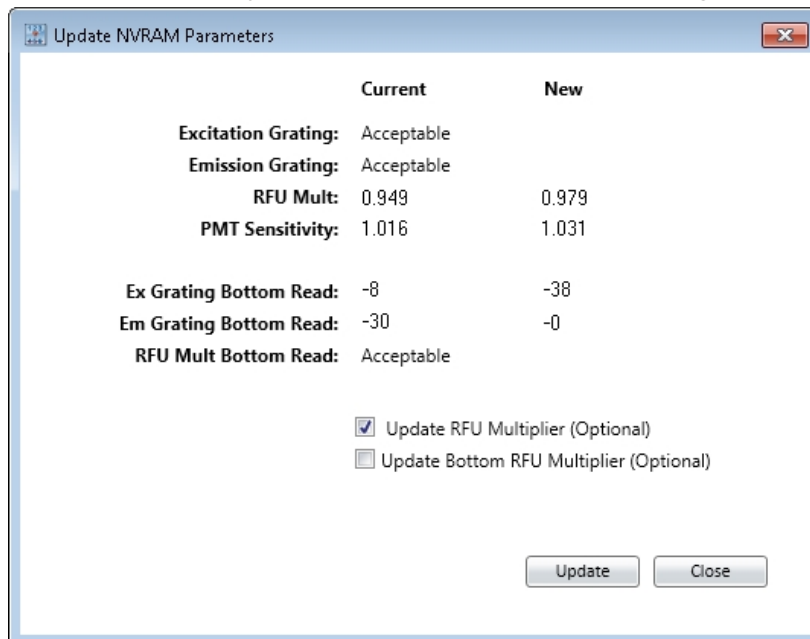 Update NVRAM Parameters
Current New
Excitation Grating: Acceptable
Emission Grating: Acceptable
RFU Mult: 0.949 0.979
PMT Sensitivity: 1.016 1.031
Ex Grating Bottom Read: -8 -38
Em Grating Bottom Read: -30 -0
RFU Mult Bottom Read: Acceptable
Update RFU Multiplier (Optional)
Update Bottom RFU Multiplier (Optional)
Update Close